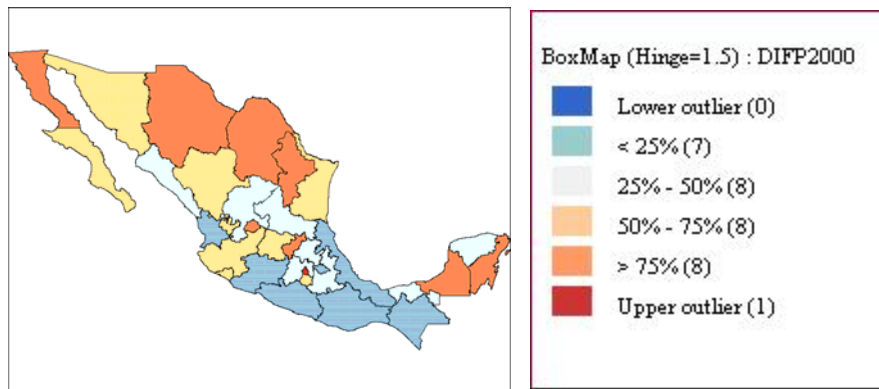 BoxMap (Hinge=1.5) : DIFP2000
Lower outlier (0)
< 25% (7)
25% - 50% (8)
50% - 75% (8)
> 75% (8)
Upper outlier (1)